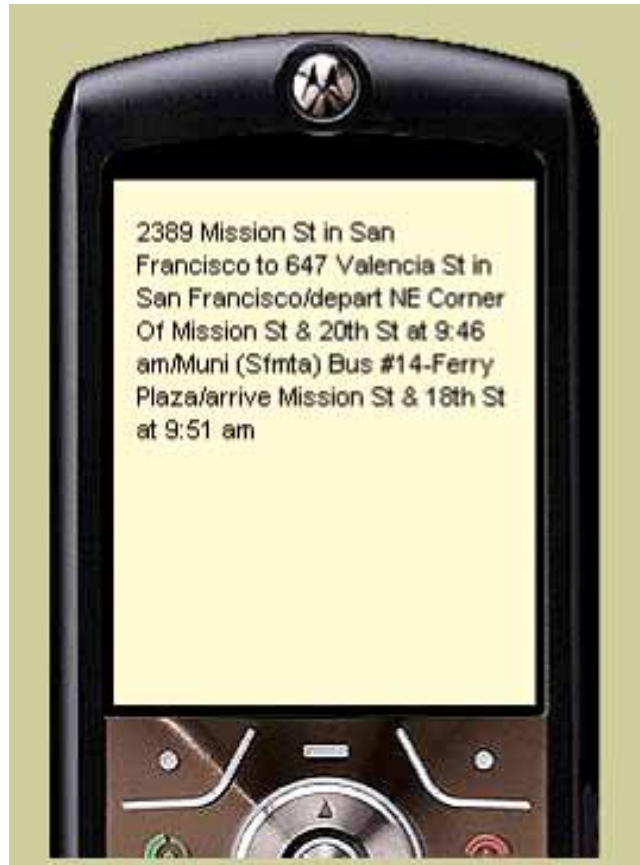 2389 Mission St in San
Francisco to 647 Valencia St in
San Francisco/depart NE Corner
Of Mission St & 20th St at 9:46
am/Muni (Sfmta) Bus #14-Ferry
Plaza/arrive Mission St & 18th St
at 9:51 am